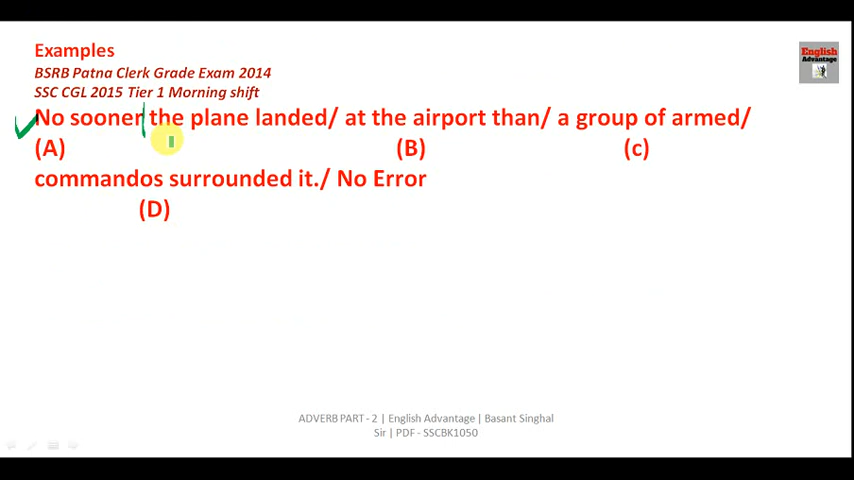 Examples
English
Advantage
BSRB Patna Clerk Grade Exam 2014
SSC CGL 2015 Tier 1 Morning shift
No sooner the plane landed/ at the airport than/ a group of armed/
(A) (B) (c)
commandos surrounded it./ No Error
(D)
ADVERB PART - 2 | English Advantage | Basant Singhal
Sir | PDF - SSCBK1050